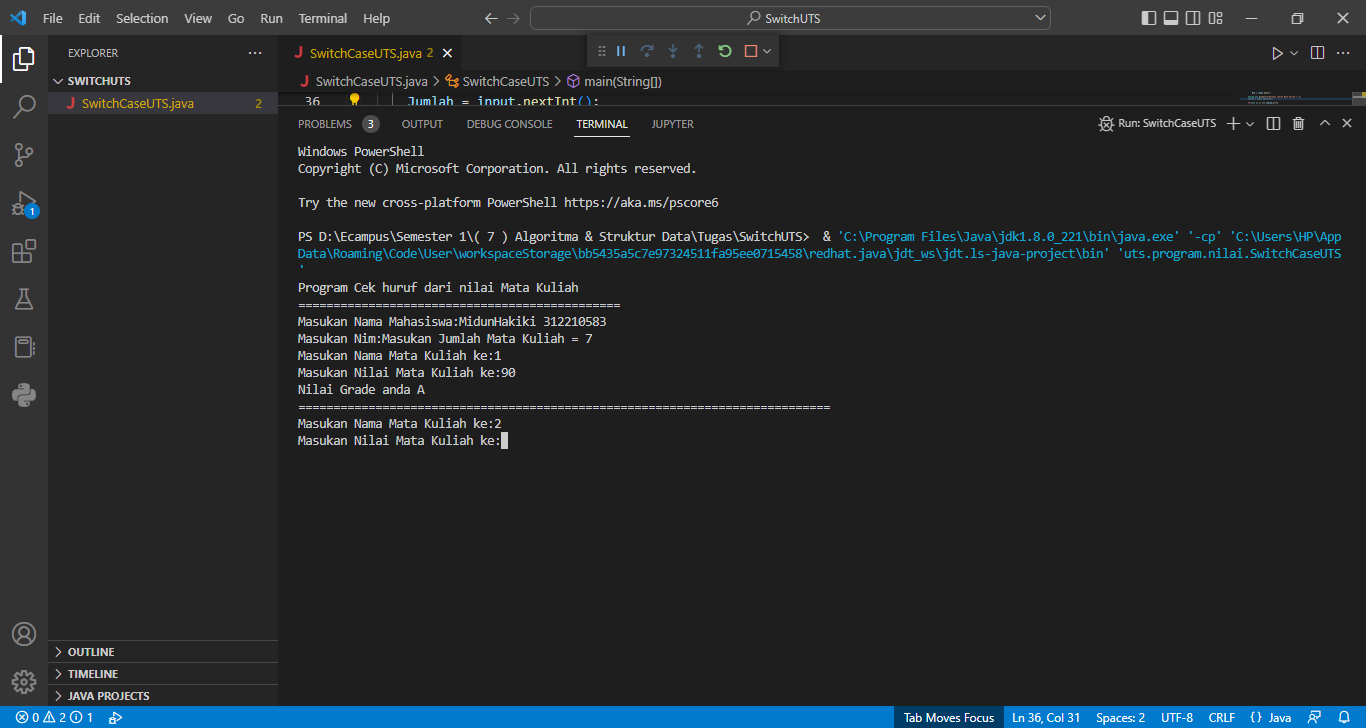 File Edit Selection View Go Run Terminal Help
SwitchUTS
EXPLORER
SWITCHUTS
J SwitchCaseUTS.java 2
J SwitchCaseUTS.java 2
J SwitchCaseUTS.java > SwitchCaseUTS > main(String[])
36 Jumlah = input.nextInt();
PROBLEMS 3 OUTPUT DEBUG CONSOLE TERMINAL JUPYTER
Run: SwitchCaseUTS
Windows PowerShell
Copyright (C) Microsoft Corporation. All rights reserved.
Try the new cross-platform PowerShell https://aka.ms/pscore6
PS D:\Ecampus\Semester 1\( 7 ) Algoritma & Struktur Data\Tugas\SwitchUTS>  & 'C:\Program Files\Java\jdk1.8.0_221\bin\java.exe' '-cp' 'C:\Users\HP\App
Data\Roaming\Code\User\workspaceStorage\bb5435a5c7e97324511fa95ee0715458\redhat.java\jdt_ws\jdt.ls-java-project\bin' 'uts.program.nilai.SwitchCaseUTS
'
Program Cek huruf dari nilai Mata Kuliah
==============================================
Masukan Nama Mahasiswa:MidunHakiki 312210583
Masukan Nim:Masukan Jumlah Mata Kuliah = 7
Masukan Nama Mata Kuliah ke:1
Masukan Nilai Mata Kuliah ke:90
Nilai Grade anda A
============================================================================
Masukan Nama Mata Kuliah ke:2
Masukan Nilai Mata Kuliah ke:
1
OUTLINE
TIMELINE
JAVA PROJECTS
0 2 1
Tab Moves Focus Ln 36, Col 31 Spaces: 2 UTF-8 CRLF {} Java